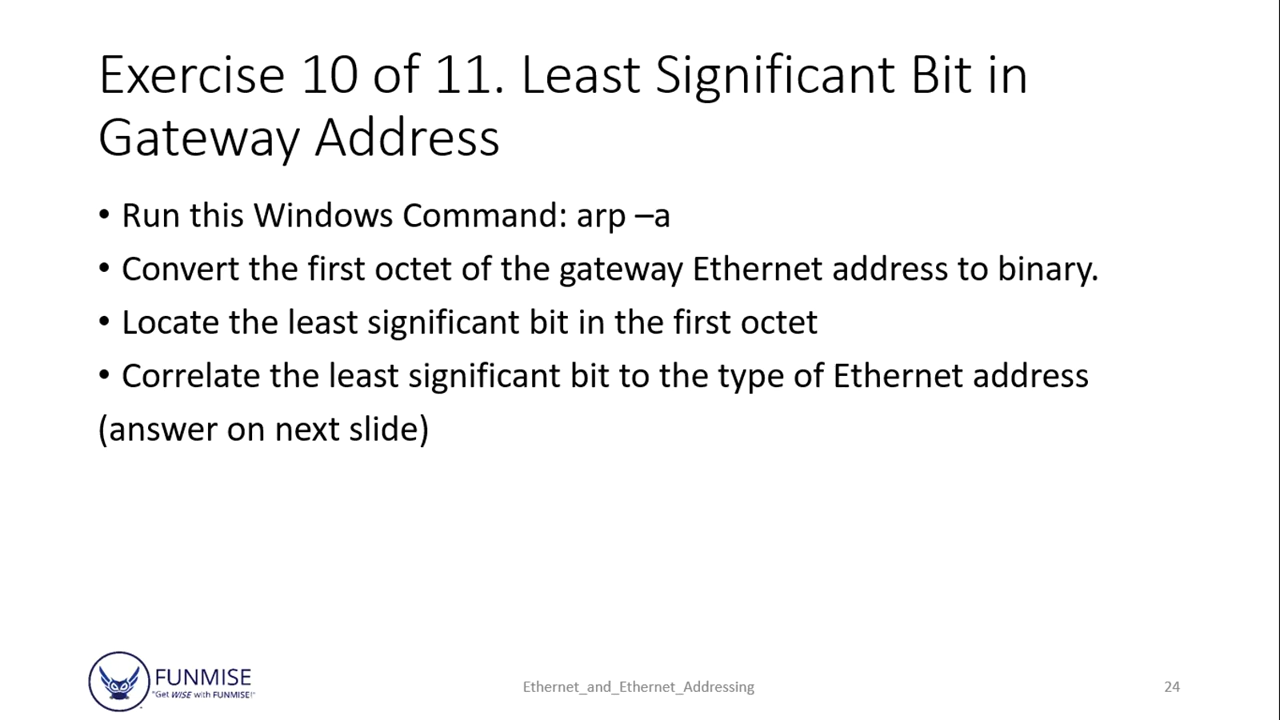 Exercise 10 of 11. Least Significant Bit in
Gateway Address
• Run this Windows Command: arp –a
• Convert the first octet of the gateway Ethernet address to binary.
• Locate the least significant bit in the first octet
• Correlate the least significant bit to the type of Ethernet address
(answer on next slide)
FUNMISE
"Get WISE with FUNMISE!"
Ethernet_and_Ethernet_Addressing
24